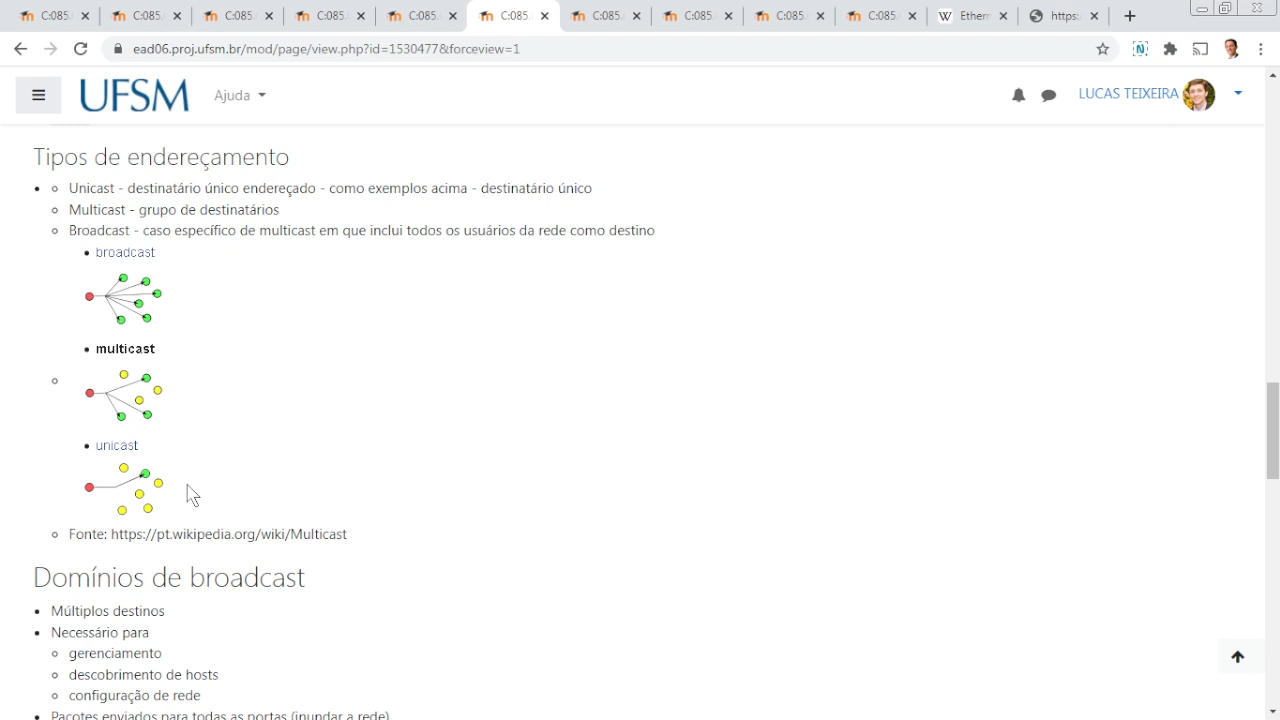 C:085.
C:085.
C:085.
C:085.
C:085.
C:085.
C:085.
C:085.
C:085.
C:085.
W Ethern
https:
ead06.proj.ufsm.br/mod/page/view.php?id=1530477&forceview=1
UFSM
Ajuda
LUCAS TEIXEIRA
Tipos de endereçamento
Unicast - destinatário único endereçado - como exemplos acima - destinatário único
Multicast - grupo de destinatários
Broadcast - caso específico de multicast em que inclui todos os usuários da rede como destino
broadcast
multicast
unicast
Fonte: https://pt.wikipedia.org/wiki/Multicast
Domínios de broadcast
Múltiplos destinos
Necessário para
gerenciamento
descobrimento de hosts
configuração de rede
Pacotes enviados para todas as portas (inundar a rede)